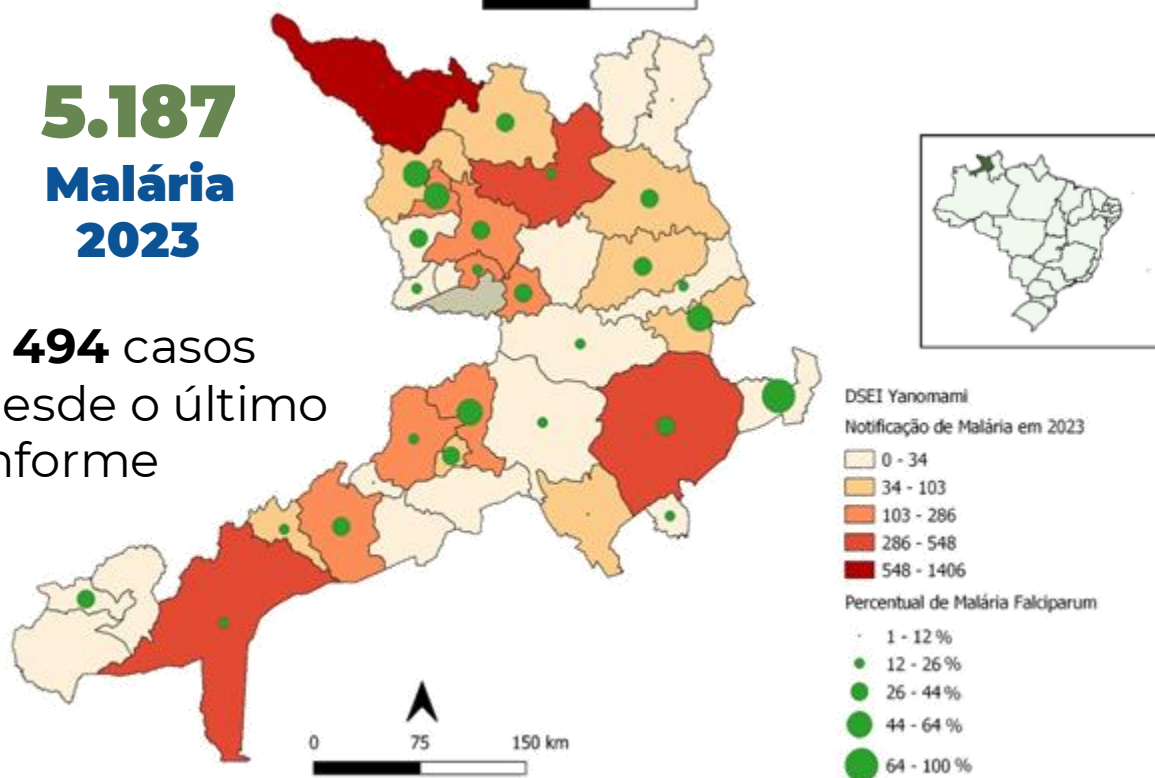 5.187
Malária
2023
494 casos
esde o último
nforme
DSEI Yanomami
Notificação de Malária em 2023
0 - 34
34 - 103
103 - 286
286 - 548
548 - 1406
Percentual de Malária Falciparum
1 - 12 %
12 - 26 %
26 - 44 %
44 - 64 %
64 - 100 %
0 75 150 km